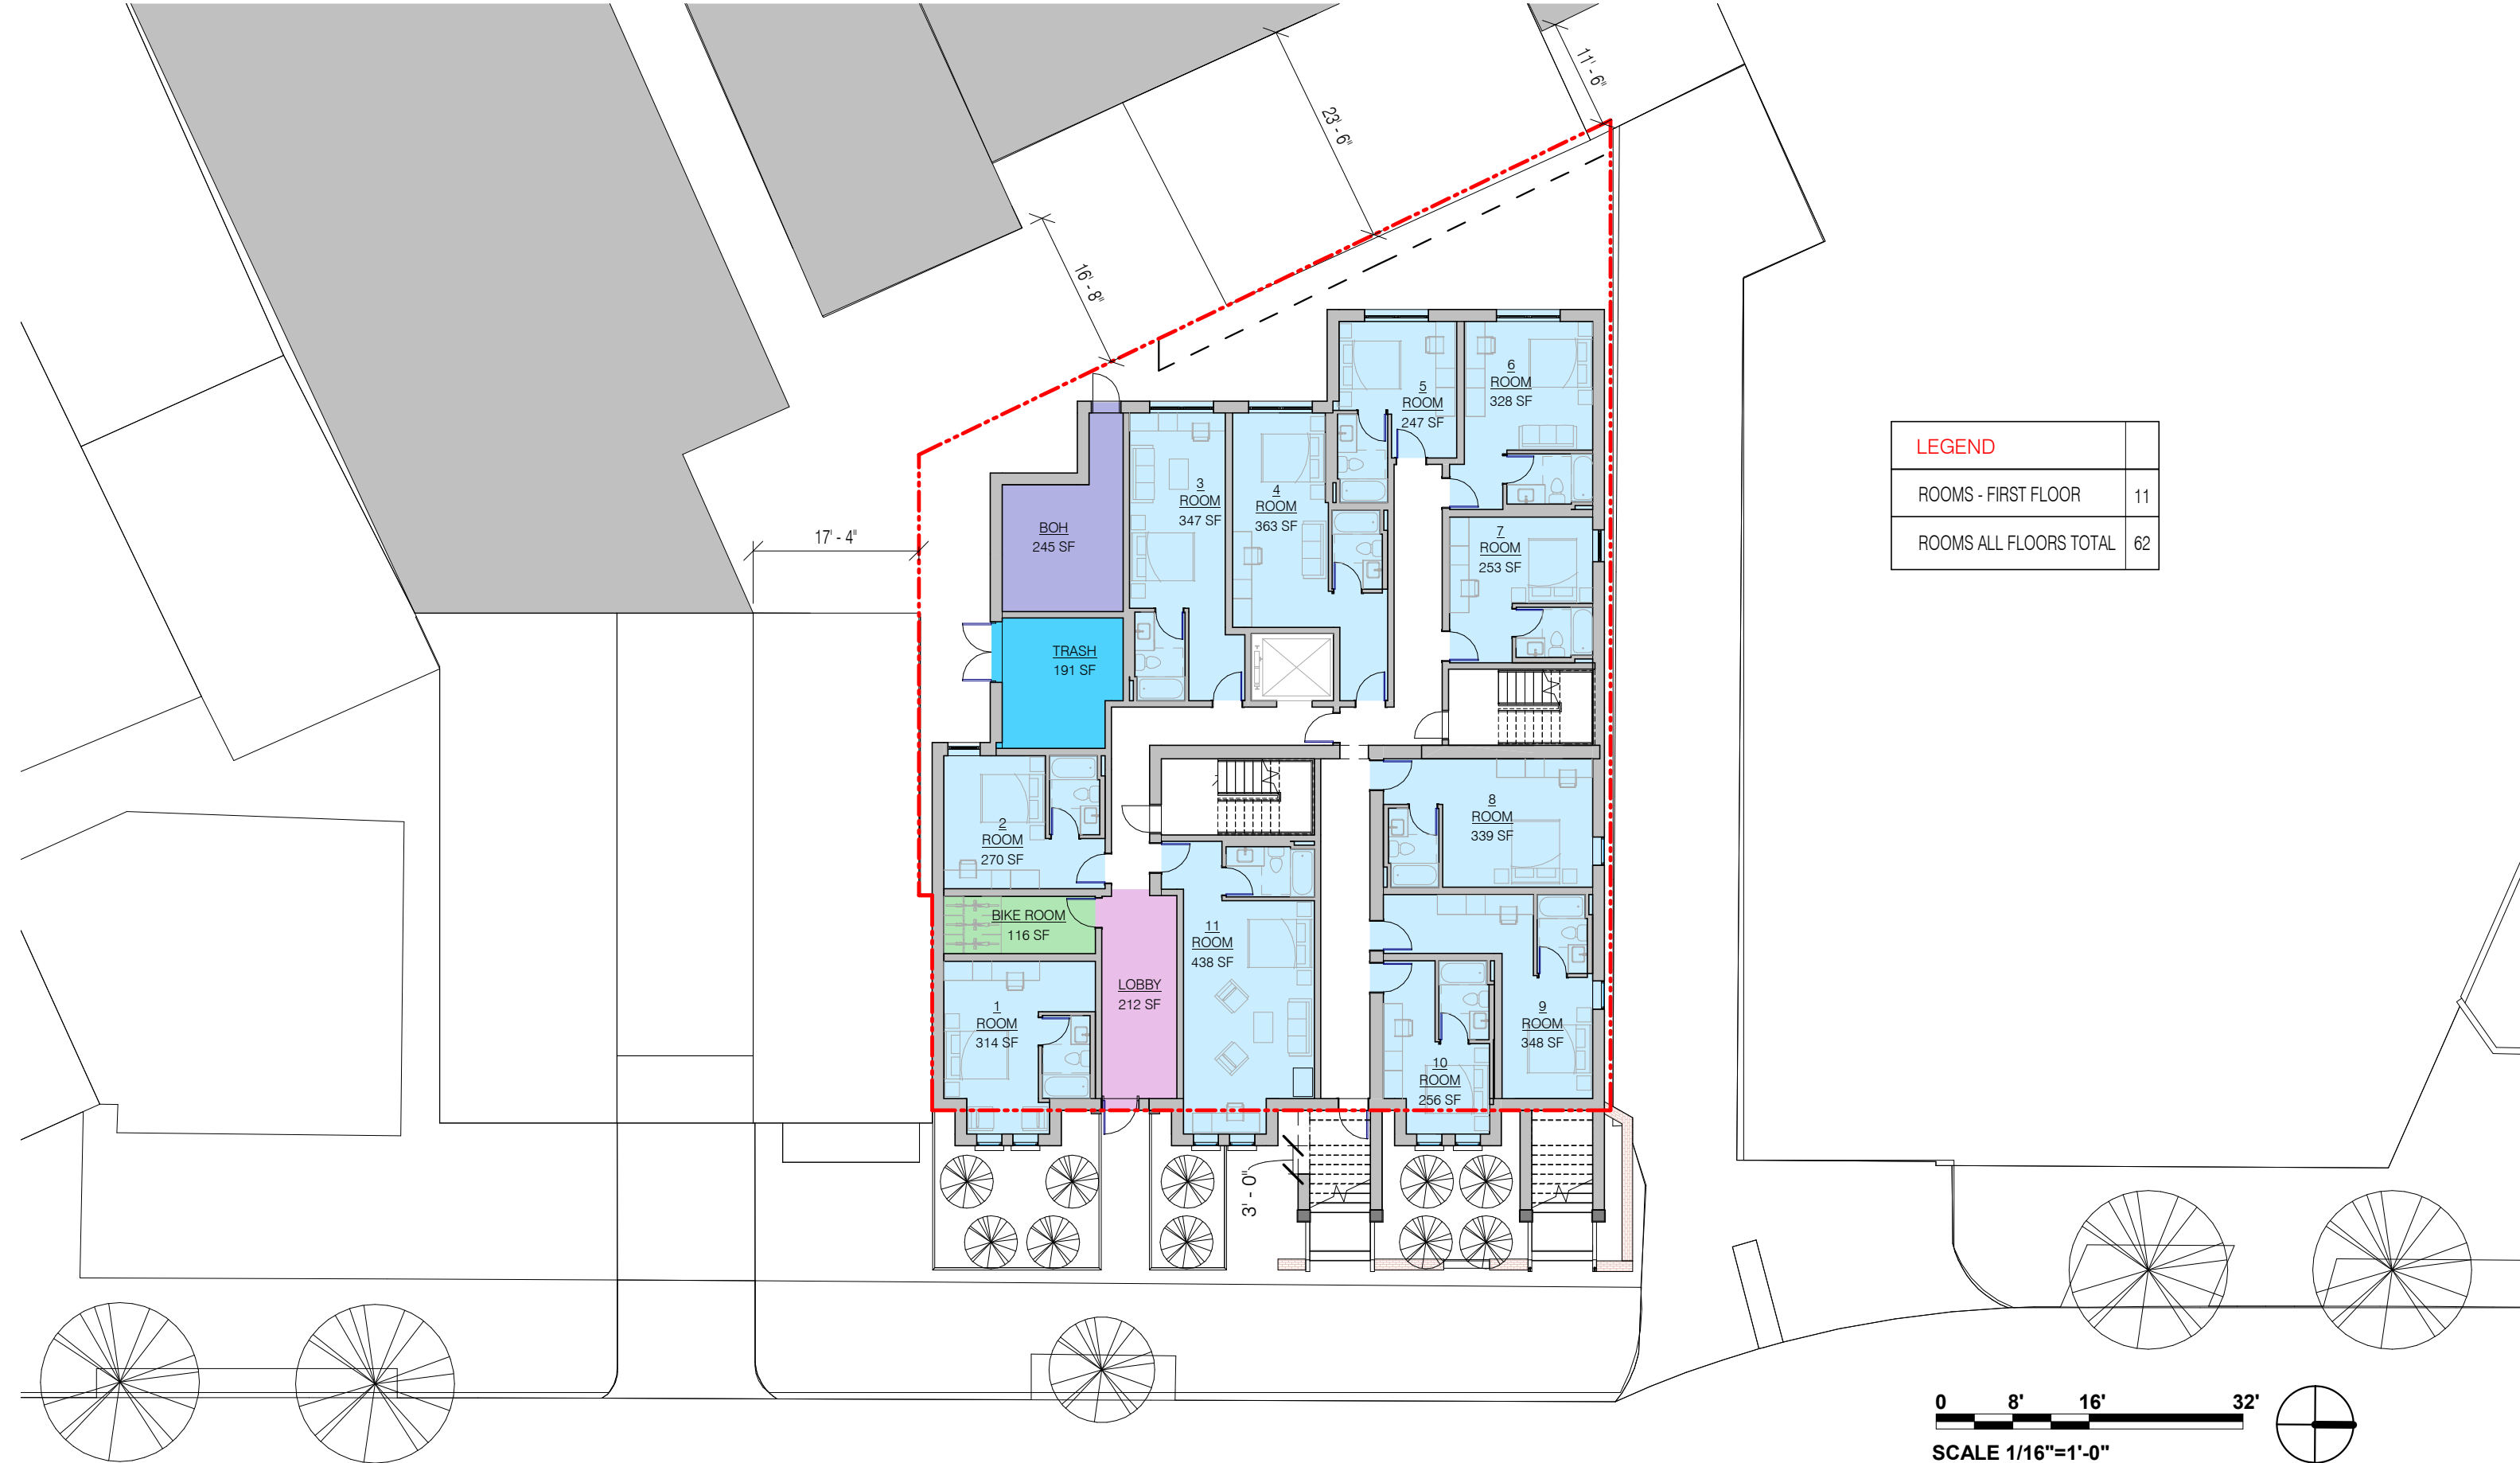 11' - 6"
23' - 6"
16' - 8"
17' - 4"
5
ROOM
247 SF
6
ROOM
328 SF
3
ROOM
347 SF
4
ROOM
363 SF
BOH
245 SF
7
ROOM
253 SF
TRASH
191 SF
2
ROOM
270 SF
8
ROOM
339 SF
BIKE ROOM
116 SF
11
ROOM
438 SF
LOBBY
212 SF
1
ROOM
314 SF
9
ROOM
348 SF
10
ROOM
256 SF
3' - 0"
LEGEND
ROOMS - FIRST FLOOR 11
ROOMS ALL FLOORS TOTAL 62
0 8' 16' 32'
SCALE 1/16"=1'-0"